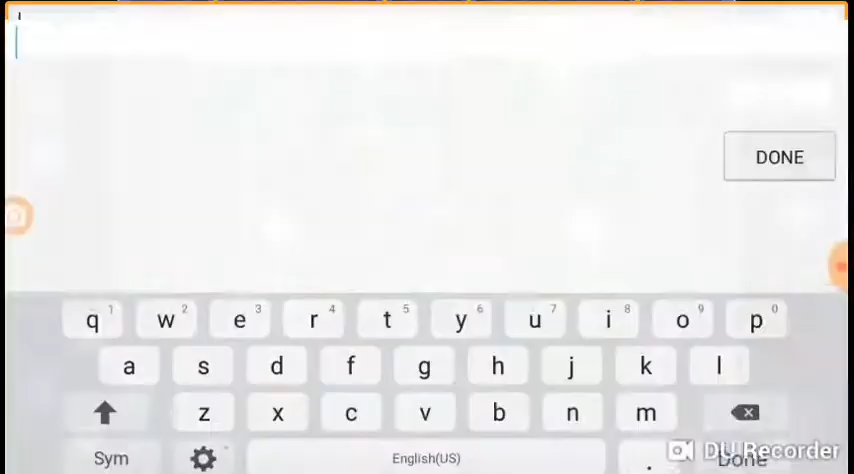 DONE
q 1 w 2 e 3 r 4 t 5 y 6 u 7 i 8 o 9 p 0
a s d f g h j k l
z x c v b n m
Sym English(US) . Done
DU Recorder